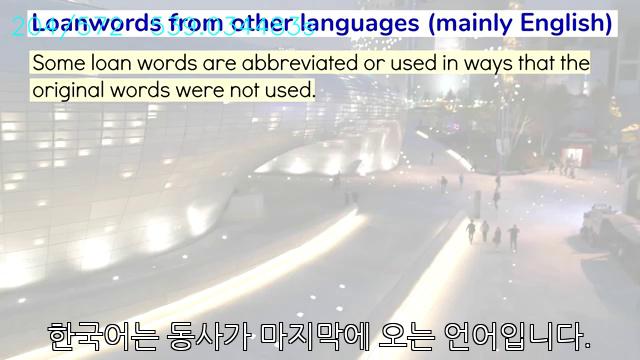 Loanwords from other languages (mainly English)
Some loan words are abbreviated or used in ways that the
original words were not used.
한국어는 동사가 마지막에 오는 언어입니다.